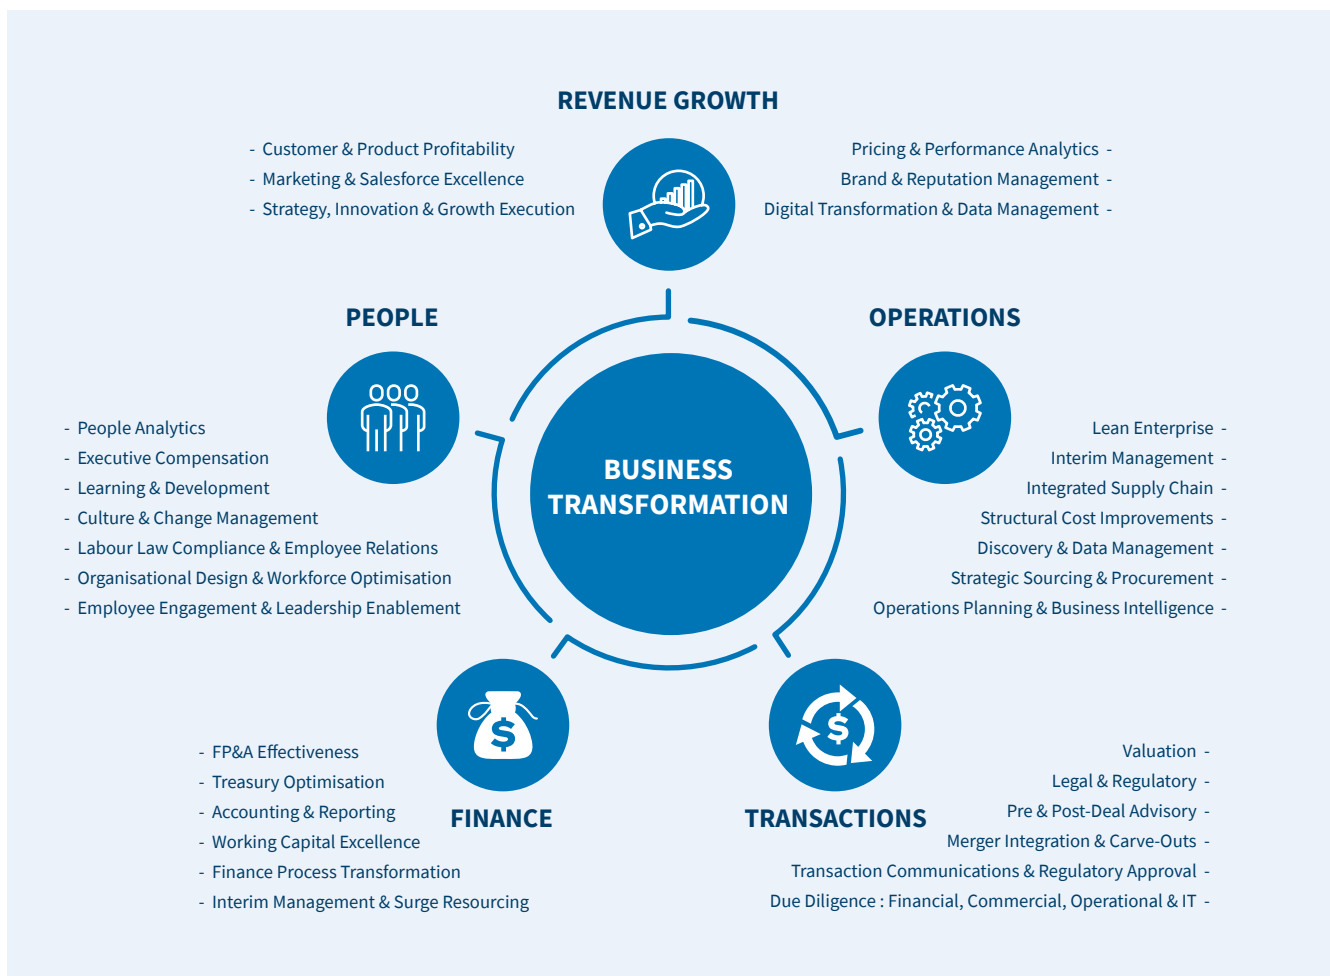 REVENUE GROWTH
- Customer & Product Profitability
- Marketing & Salesforce Excellence
- Strategy, Innovation & Growth Execution
Pricing & Performance Analytics -
Brand & Reputation Management -
Digital Transformation & Data Management -
PEOPLE
- People Analytics
- Executive Compensation
- Learning & Development
- Culture & Change Management
- Labour Law Compliance & Employee Relations
- Organisational Design & Workforce Optimisation
- Employee Engagement & Leadership Enablement
BUSINESS
TRANSFORMATION
OPERATIONS
Lean Enterprise -
Interim Management -
Integrated Supply Chain -
Structural Cost Improvements -
Discovery & Data Management -
Strategic Sourcing & Procurement -
Operations Planning & Business Intelligence -
$
FINANCE
- FP&A Effectiveness
- Treasury Optimisation
- Accounting & Reporting
- Working Capital Excellence
- Finance Process Transformation
- Interim Management & Surge Resourcing
$
TRANSACTIONS
Valuation -
Legal & Regulatory -
Pre & Post-Deal Advisory -
Merger Integration & Carve-Outs -
Transaction Communications & Regulatory Approval -
Due Diligence : Financial, Commercial, Operational & IT -